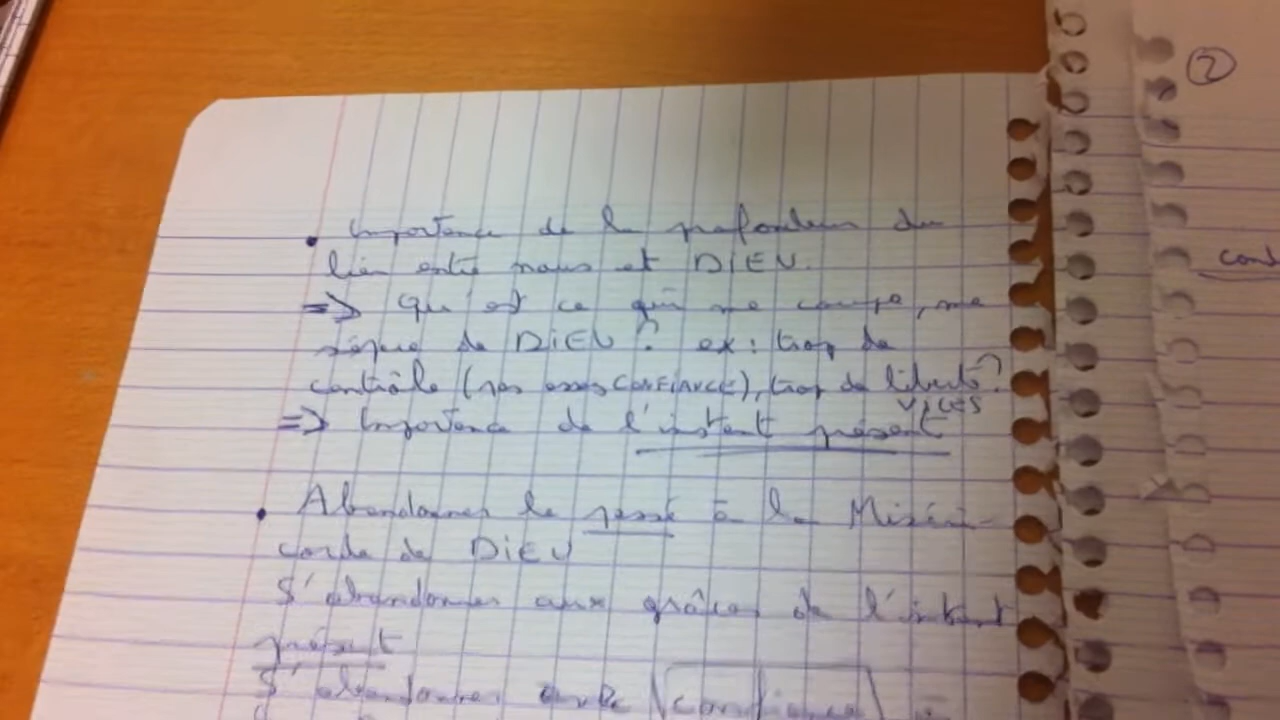 ②
• Importance de la profondeur du
lien entre nous et DIEU.
=> Qu'est ce qui me coupe, me
sépare de DIEU? ex: trop de
contrôle (pas assez CONFIANCE), trop de liberté?
VICES
=> Importance de l'instant présent
• Abandonner le passé à la Miséri-
corde de DIEU
S'abandonner aux grâces de l'instant
présent
S'abandonner avec confiance